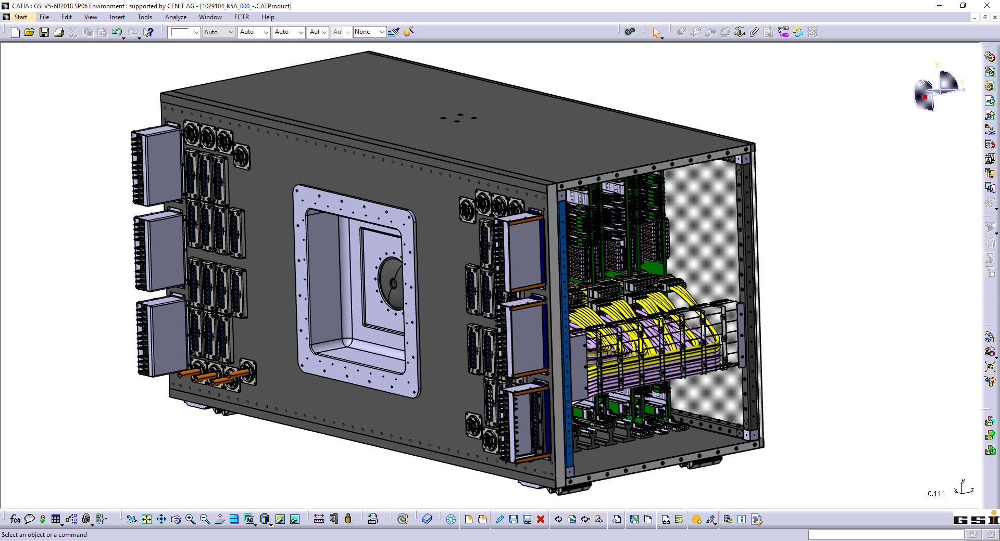 CATIA : GSI V5-6R2018 SP06 Environment : supported by CENIT AG - [1029104_K5A_000_-.CATProduct]
Start File Edit View Insert Tools Analyze Window ECTR Help
Auto Auto Auto Aut Aut None
y
z
y
x z
0,111
f(x)
GSI
Select an object or a command